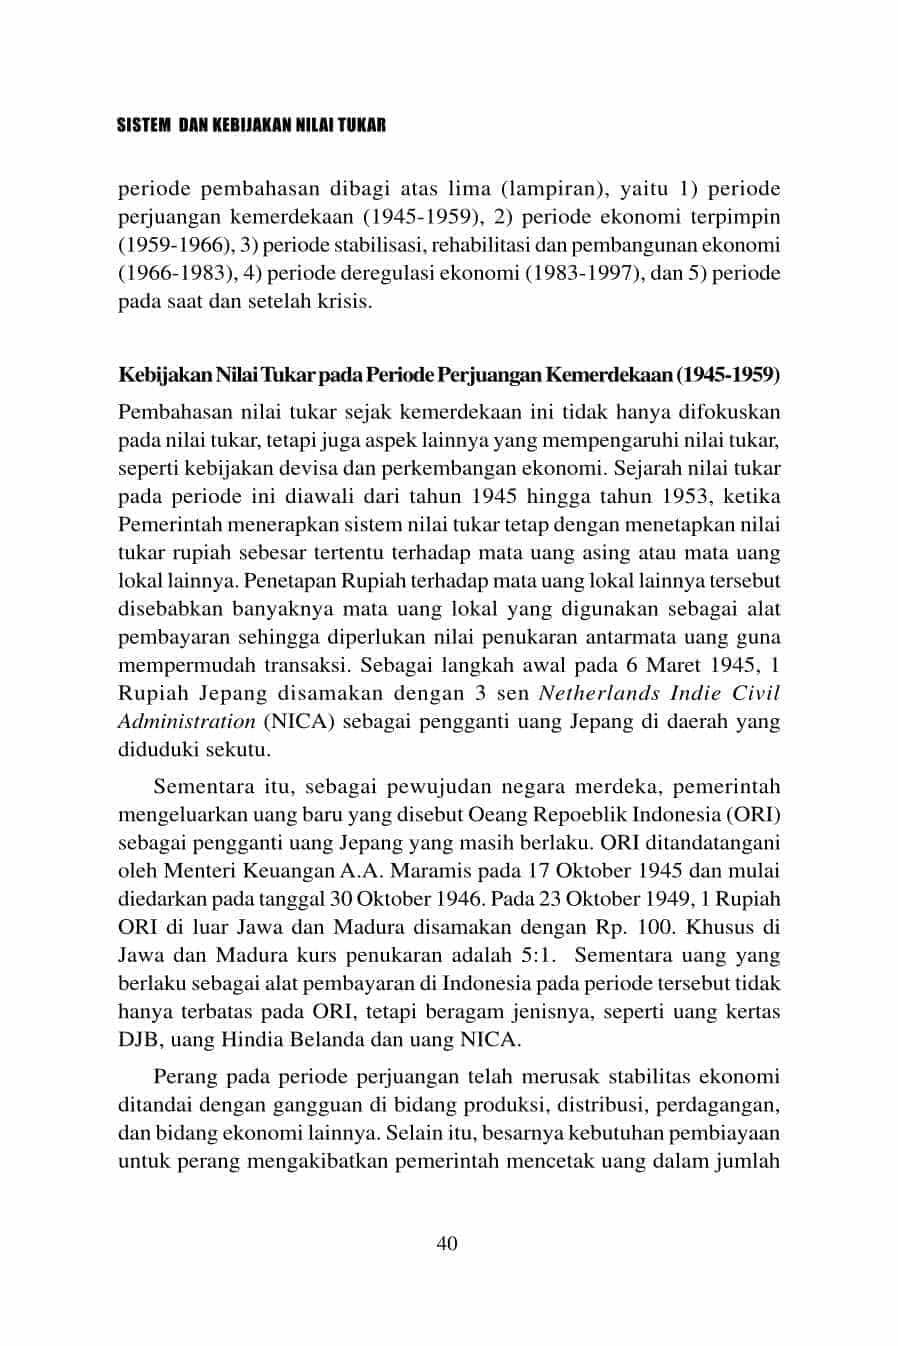 SISTEM DAN KEBIJAKAN NILAI TUKAR
periode pembahasan dibagi atas lima (lampiran), yaitu 1) periode
perjuangan kemerdekaan (1945-1959), 2) periode ekonomi terpimpin
(1959-1966), 3) periode stabilisasi, rehabilitasi dan pembangunan ekonomi
(1966-1983), 4) periode deregulasi ekonomi (1983-1997), dan 5) periode
pada saat dan setelah krisis.
Kebijakan Nilai Tukar pada Periode Perjuangan Kemerdekaan (1945-1959)
Pembahasan nilai tukar sejak kemerdekaan ini tidak hanya difokuskan
pada nilai tukar, tetapi juga aspek lainnya yang mempengaruhi nilai tukar,
seperti kebijakan devisa dan perkembangan ekonomi. Sejarah nilai tukar
pada periode ini diawali dari tahun 1945 hingga tahun 1953, ketika
Pemerintah menerapkan sistem nilai tukar tetap dengan menetapkan nilai
tukar rupiah sebesar tertentu terhadap mata uang asing atau mata uang
lokal lainnya. Penetapan Rupiah terhadap mata uang lokal lainnya tersebut
disebabkan banyaknya mata uang lokal yang digunakan sebagai alat
pembayaran sehingga diperlukan nilai penukaran antarmata uang guna
mempermudah transaksi. Sebagai langkah awal pada 6 Maret 1945, 1
Rupiah Jepang disamakan dengan 3 sen Netherlands Indie Civil
Administration (NICA) sebagai pengganti uang Jepang di daerah yang
diduduki sekutu.
Sementara itu, sebagai pewujudan negara merdeka, pemerintah
mengeluarkan uang baru yang disebut Oeang Repoeblik Indonesia (ORI)
sebagai pengganti uang Jepang yang masih berlaku. ORI ditandatangani
oleh Menteri Keuangan A.A. Maramis pada 17 Oktober 1945 dan mulai
diedarkan pada tanggal 30 Oktober 1946. Pada 23 Oktober 1949, 1 Rupiah
ORI di luar Jawa dan Madura disamakan dengan Rp. 100. Khusus di
Jawa dan Madura kurs penukaran adalah 5:1. Sementara uang yang
berlaku sebagai alat pembayaran di Indonesia pada periode tersebut tidak
hanya terbatas pada ORI, tetapi beragam jenisnya, seperti uang kertas
DJB, uang Hindia Belanda dan uang NICA.
Perang pada periode perjuangan telah merusak stabilitas ekonomi
ditandai dengan gangguan di bidang produksi, distribusi, perdagangan,
dan bidang ekonomi lainnya. Selain itu, besarnya kebutuhan pembiayaan
untuk perang mengakibatkan pemerintah mencetak uang dalam jumlah
40